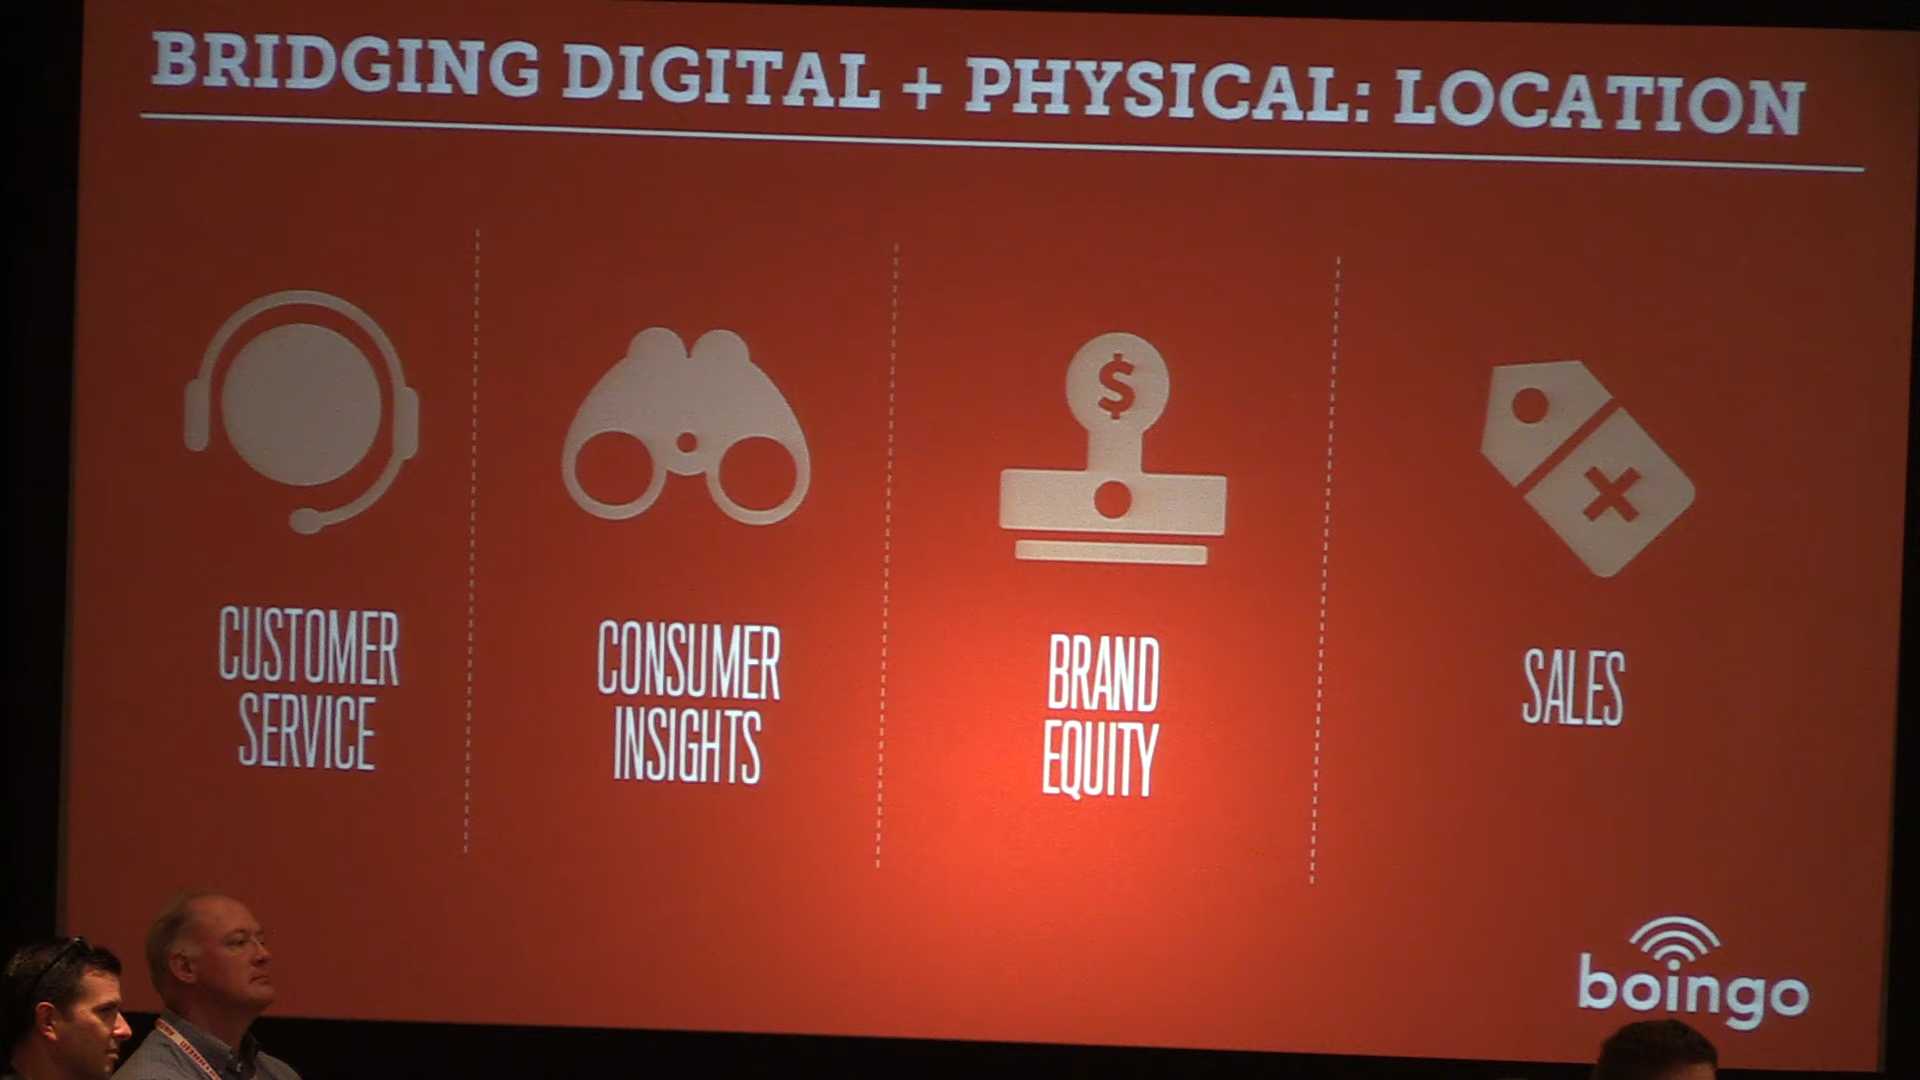 BRIDGING DIGITAL + PHYSICAL: LOCATION
$
CUSTOMER
SERVICE
CONSUMER
INSIGHTS
BRAND
EQUITY
SALES
boingo